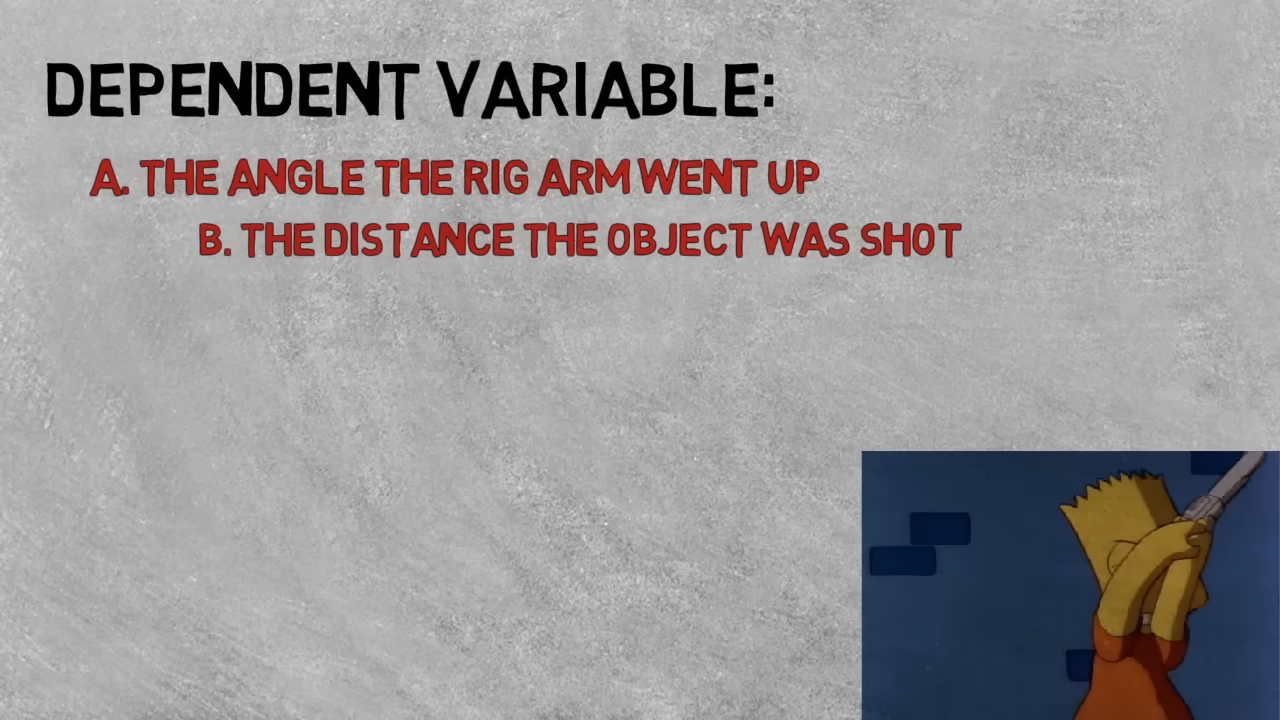 DEPENDENT VARIABLE:
A. THE ANGLE THE RIG ARM WENT UP
B. THE DISTANCE THE OBJECT WAS SHOT